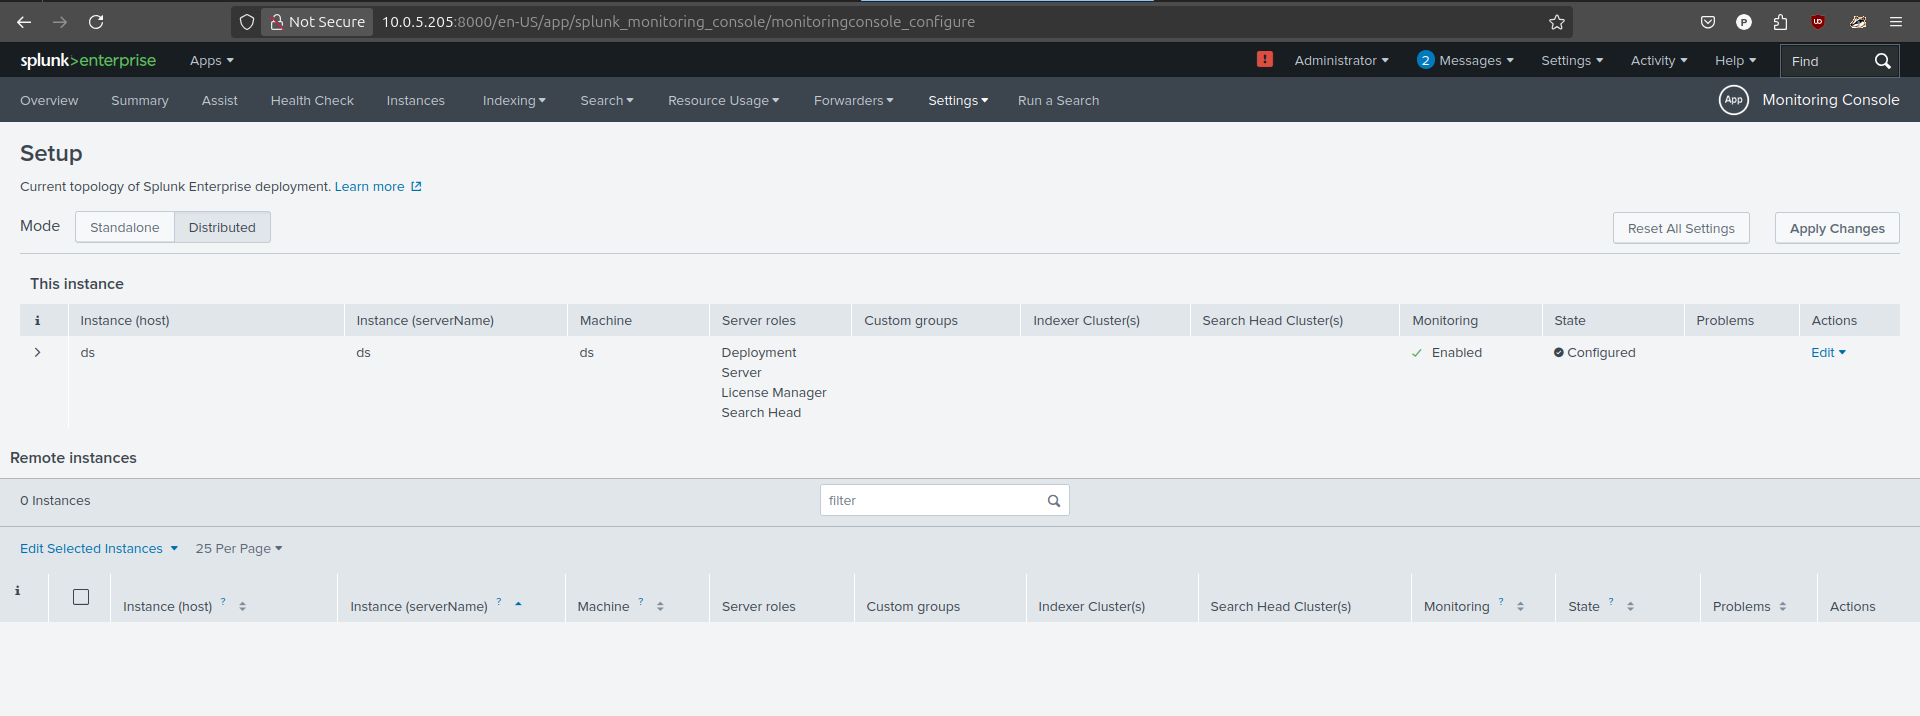 Not Secure 10.0.5.205:8000/en-US/app/splunk_monitoring_console/monitoringconsole_configure
splunk>enterprise Apps ! Administrator 2 Messages Settings Activity Help Find
Overview Summary Assist Health Check Instances Indexing Search Resource Usage Forwarders Settings Run a Search App Monitoring Console
Setup
Current topology of Splunk Enterprise deployment. Learn more
Mode Standalone Distributed Reset All Settings Apply Changes
This instance
i Instance (host) Instance (serverName) Machine Server roles Custom groups Indexer Cluster(s) Search Head Cluster(s) Monitoring State Problems Actions
ds ds ds Deployment Enabled Configured Edit
Server
License Manager
Search Head
Remote instances
0 Instances filter
Edit Selected Instances 25 Per Page
i Instance (host) ? Instance (serverName) ? Machine ? Server roles Custom groups Indexer Cluster(s) Search Head Cluster(s) Monitoring ? State ? Problems Actions